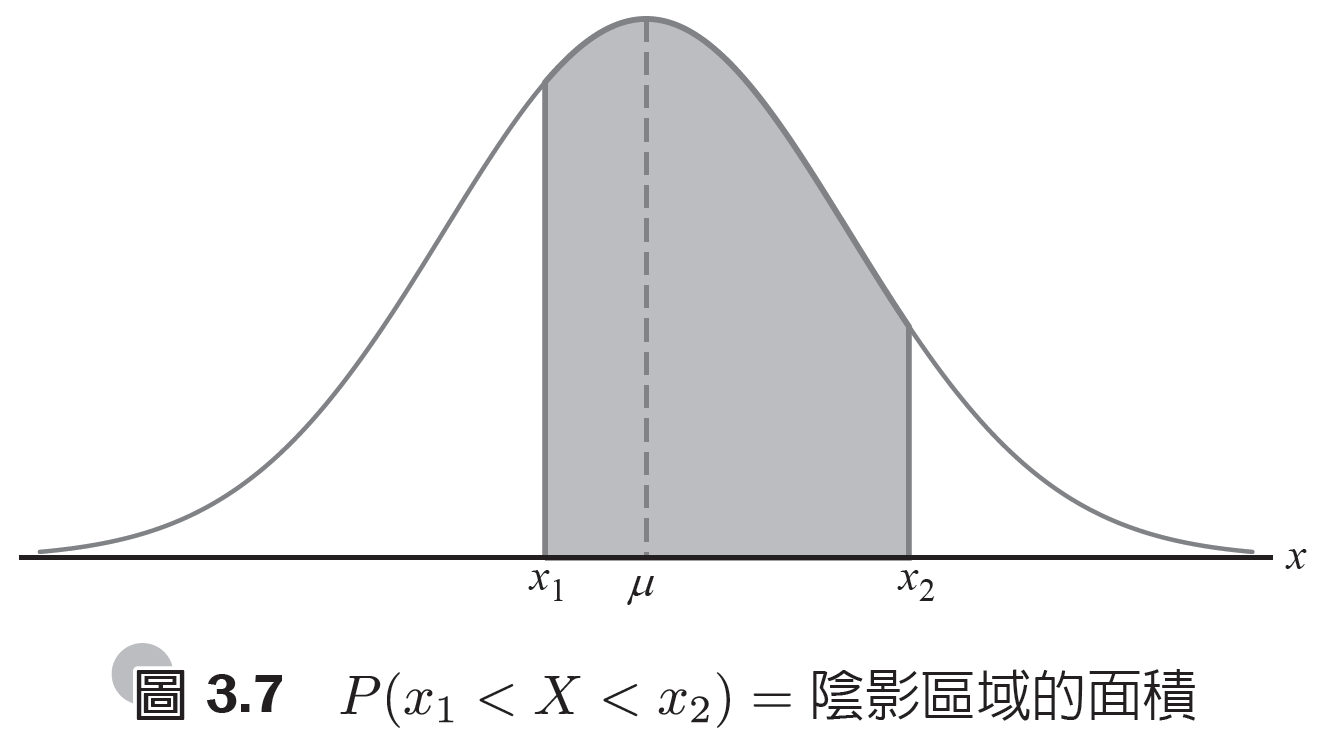 x
x₁ μ x₂
圖 3.7 P(x₁ < X < x₂) = 陰影區域的面積